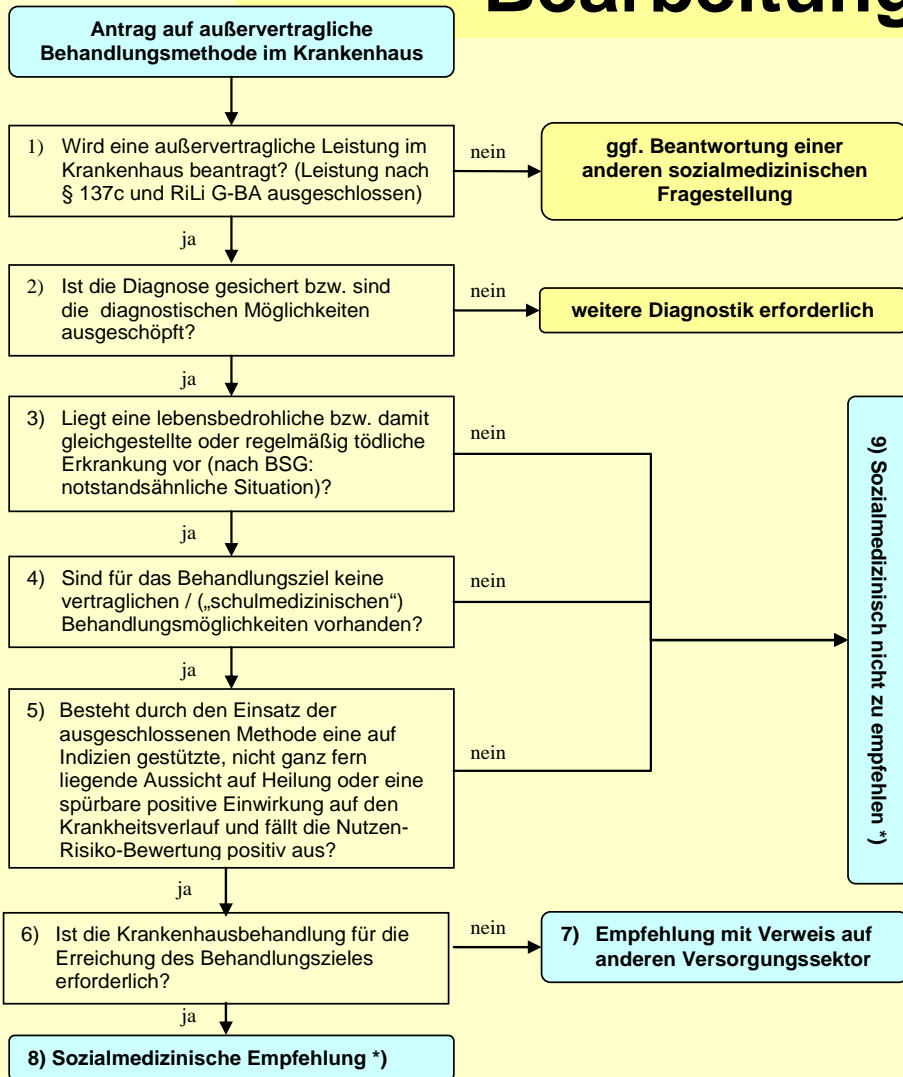 Bearbeitung
Antrag auf außervertragliche
Behandlungsmethode im Krankenhaus
1) Wird eine außervertragliche Leistung im
Krankenhaus beantragt? (Leistung nach
§ 137c und RiLi G-BA ausgeschlossen)
nein
ggf. Beantwortung einer
anderen sozialmedizinischen
Fragestellung
ja
2) Ist die Diagnose gesichert bzw. sind
die diagnostischen Möglichkeiten
ausgeschöpft?
nein
weitere Diagnostik erforderlich
ja
3) Liegt eine lebensbedrohliche bzw. damit
gleichgestellte oder regelmäßig tödliche
Erkrankung vor (nach BSG:
notstandsähnliche Situation)?
nein
ja
4) Sind für das Behandlungsziel keine
vertraglichen / („schulmedizinischen“)
Behandlungsmöglichkeiten vorhanden?
nein
ja
5) Besteht durch den Einsatz der
ausgeschlossenen Methode eine auf
Indizien gestützte, nicht ganz fern
liegende Aussicht auf Heilung oder eine
spürbare positive Einwirkung auf den
Krankheitsverlauf und fällt die Nutzen-
Risiko-Bewertung positiv aus?
nein
9) Sozialmedizinisch nicht zu empfehlen *)
ja
6) Ist die Krankenhausbehandlung für die
Erreichung des Behandlungszieles
erforderlich?
nein
7) Empfehlung mit Verweis auf
anderen Versorgungssektor
ja
8) Sozialmedizinische Empfehlung *)